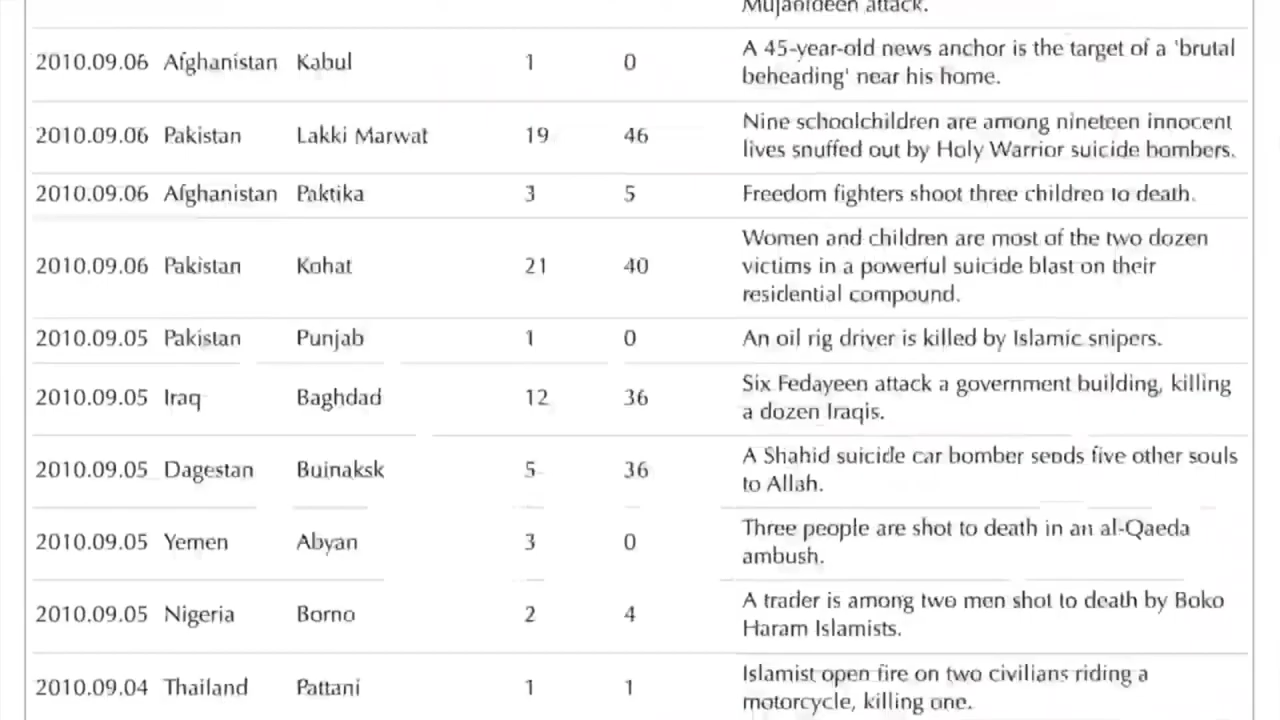 Mujahideen attack.
2010.09.06 Afghanistan Kabul 1 0 A 45-year-old news anchor is the target of a 'brutal
beheading' near his home.
2010.09.06 Pakistan Lakki Marwat 19 46 Nine schoolchildren are among nineteen innocent
lives snuffed out by Holy Warrior suicide bombers.
2010.09.06 Afghanistan Paktika 3 5 Freedom fighters shoot three children to death.
2010.09.06 Pakistan Kohat 21 40 Women and children are most of the two dozen
victims in a powerful suicide blast on their
residential compound.
2010.09.05 Pakistan Punjab 1 0 An oil rig driver is killed by Islamic snipers.
2010.09.05 Iraq Baghdad 12 36 Six Fedayeen attack a government building, killing
a dozen Iraqis.
2010.09.05 Dagestan Buinaksk 5 36 A Shahid suicide car bomber sends five other souls
to Allah.
2010.09.05 Yemen Abyan 3 0 Three people are shot to death in an al-Qaeda
ambush.
2010.09.05 Nigeria Borno 2 4 A trader is among two men shot to death by Boko
Haram Islamists.
2010.09.04 Thailand Pattani 1 1 Islamist open fire on two civilians riding a
motorcycle, killing one.